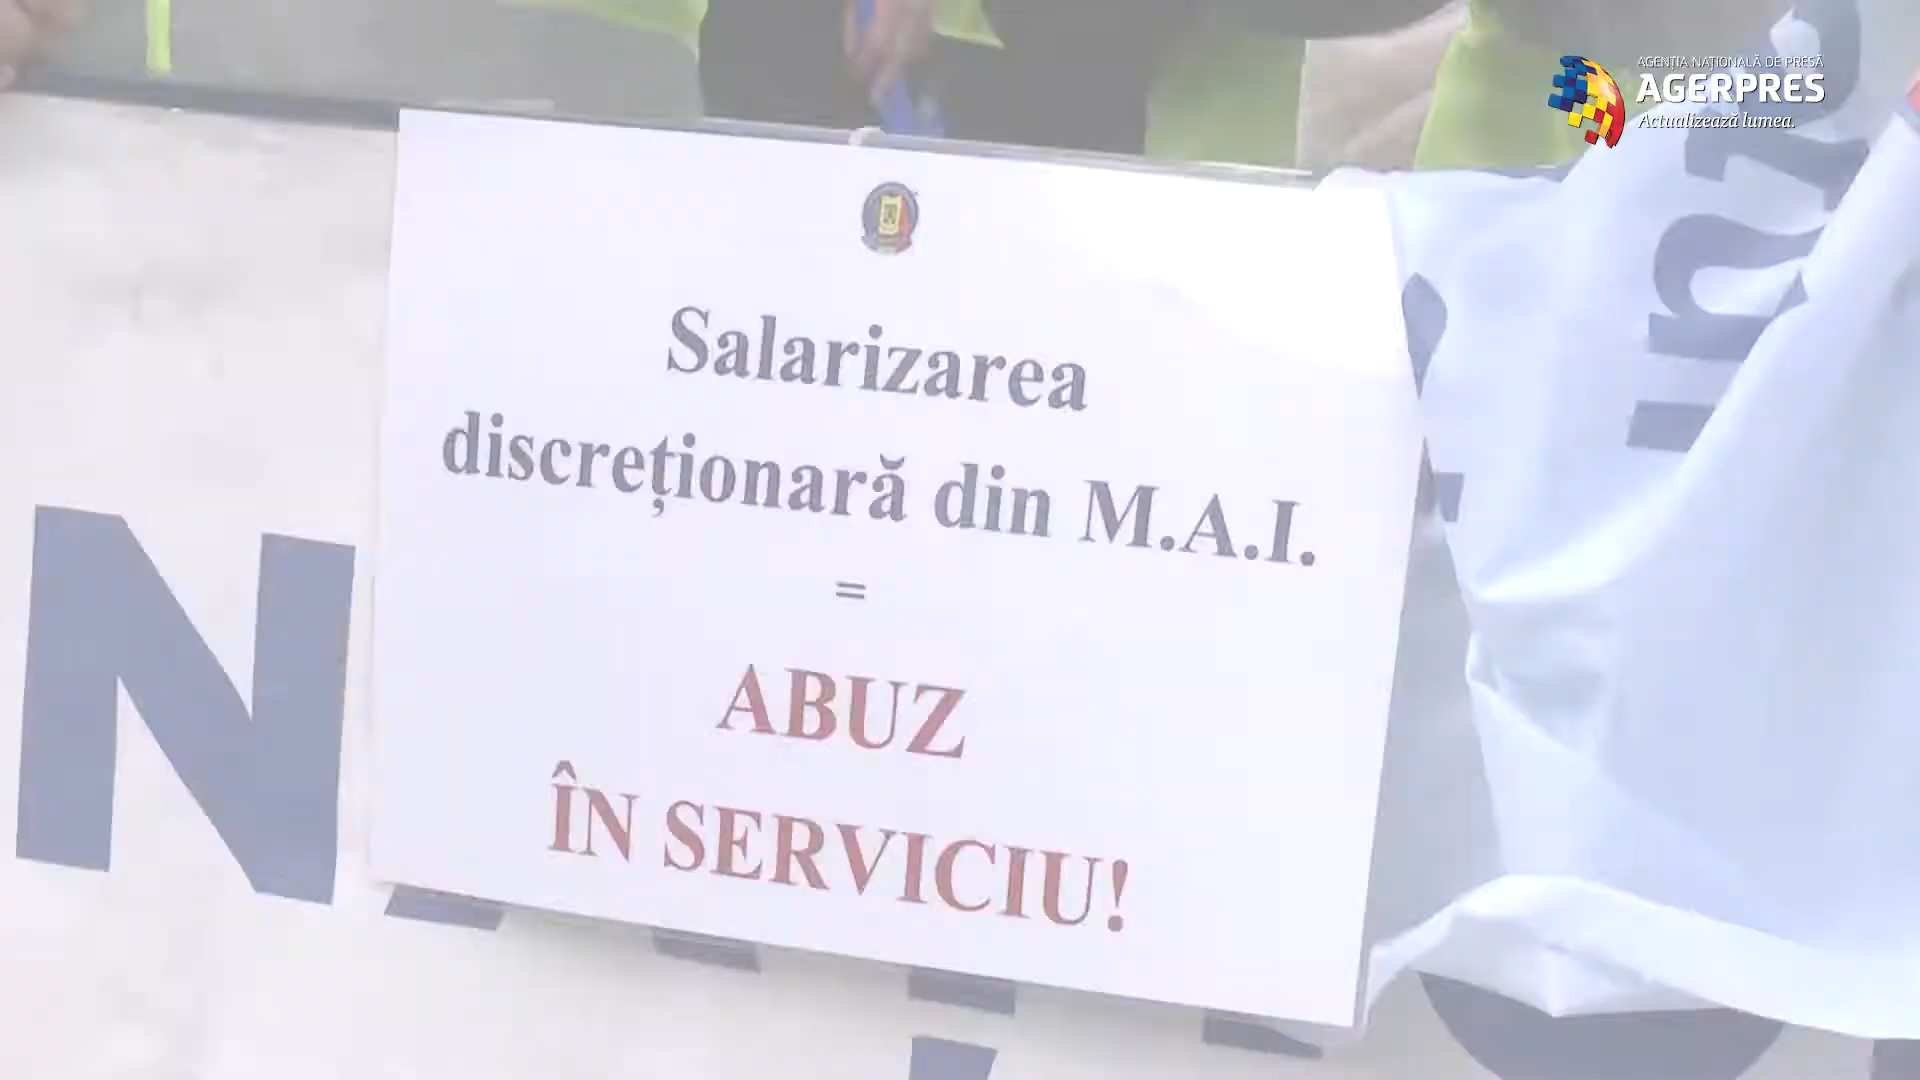 AGENȚIA NAȚIONALĂ DE PRESĂ
AGERPRES
Actualizează lumea.
Salarizarea
discreționară din M.A.I.
=
ABUZ
ÎN SERVICIU!
N